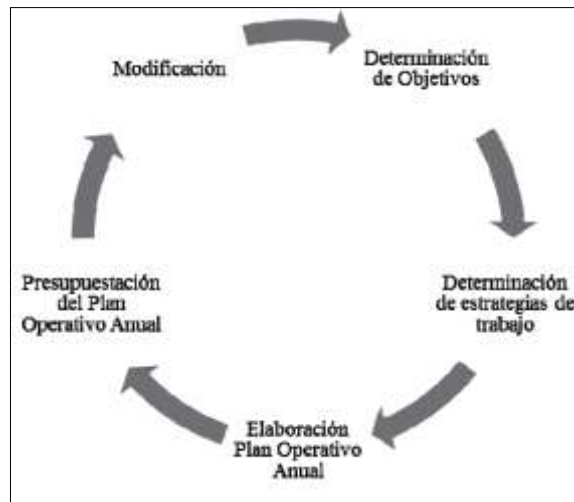 Modificación
Determinación
de Objetivos
Determinación
de estrategias de
trabajo
Elaboración
Plan Operativo
Anual
Presupuestación
del Plan
Operativo Anual